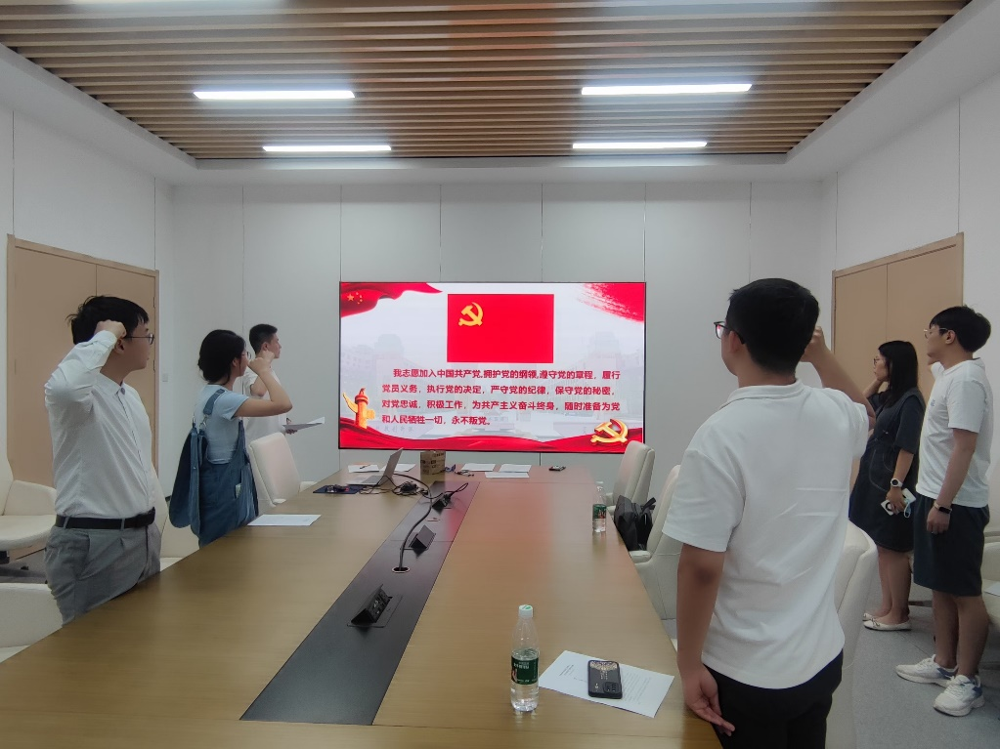 我志愿加入中国共产党,拥护党的纲领,遵守党的章程，履行
党员义务，执行党的决定，严守党的纪律，保守党的秘密，
对党忠诚，积极工作，为共产主义奋斗终身，随时准备为党
和人民牺牲一切，永不叛党。